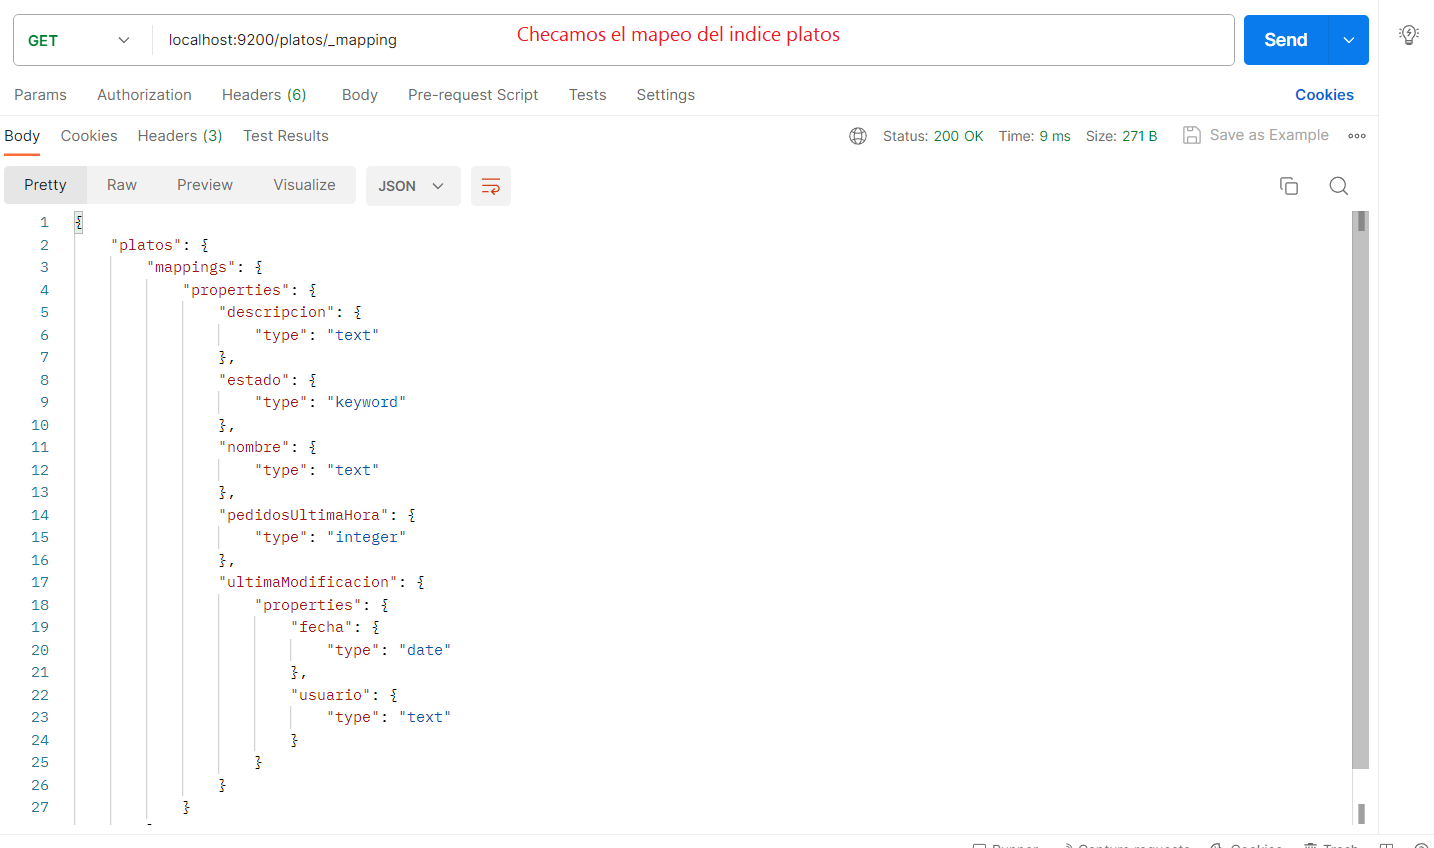 GET localhost:9200/platos/_mapping Checamos el mapeo del indice platos Send
Params Authorization Headers (6) Body Pre-request Script Tests Settings Cookies
Body Cookies Headers (3) Test Results Status: 200 OK Time: 9 ms Size: 271 B Save as Example
Pretty Raw Preview Visualize JSON
1 {
2 "platos": {
3 "mappings": {
4 "properties": {
5 "descripcion": {
6 "type": "text"
7 },
8 "estado": {
9 "type": "keyword"
10 },
11 "nombre": {
12 "type": "text"
13 },
14 "pedidosUltimaHora": {
15 "type": "integer"
16 },
17 "ultimaModificacion": {
18 "properties": {
19 "fecha": {
20 "type": "date"
21 },
22 "usuario": {
23 "type": "text"
24 }
25 }
26 }
27 }
Runner Capture requests Cookies Trash